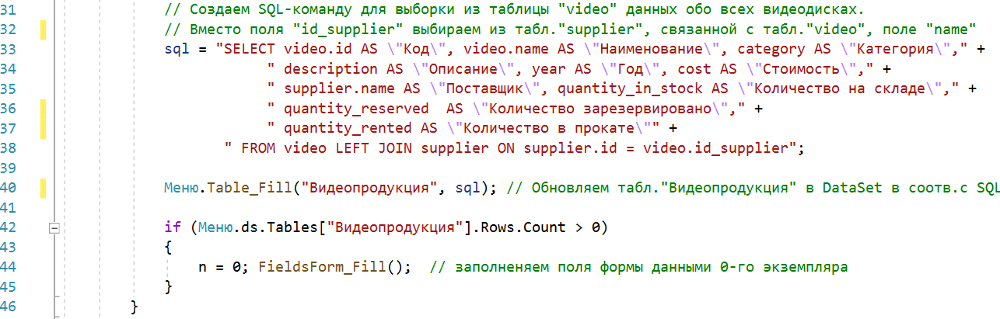 31 // Создаем SQL-команду для выборки из таблицы "video" данных обо всех видеодисках.
32 // Вместо поля "id_supplier" выбираем из табл."supplier", связанной с табл."video", поле "name"
33 sql = "SELECT video.id AS \"Код\", video.name AS \"Наименование\", category AS \"Категория\"," +
34 " description AS \"Описание\", year AS \"Год\", cost AS \"Стоимость\"," +
35 " supplier.name AS \"Поставщик\", quantity_in_stock AS \"Количество на складе\"," +
36 " quantity_reserved  AS \"Количество зарезервировано\"," +
37 " quantity_rented AS \"Количество в прокате\"" +
38 " FROM video LEFT JOIN supplier ON supplier.id = video.id_supplier";
39
40 Меню.Table_Fill("Видеопродукция", sql); // Обновляем табл."Видеопродукция" в DataSet в соотв.с SQL
41
42 if (Меню.ds.Tables["Видеопродукция"].Rows.Count > 0)
43 {
44 n = 0; FieldsForm_Fill();  // заполненяем поля формы данными 0-го экземпляра
45 }
46 }